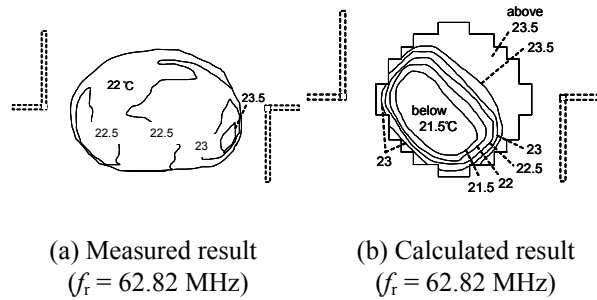 22℃
22.5
22.5
23
23.5
above
23.5
23.5
below
21.5℃
23
23
22.5
22
21.5
(a) Measured result
(fr = 62.82 MHz)
(b) Calculated result
(fr = 62.82 MHz)